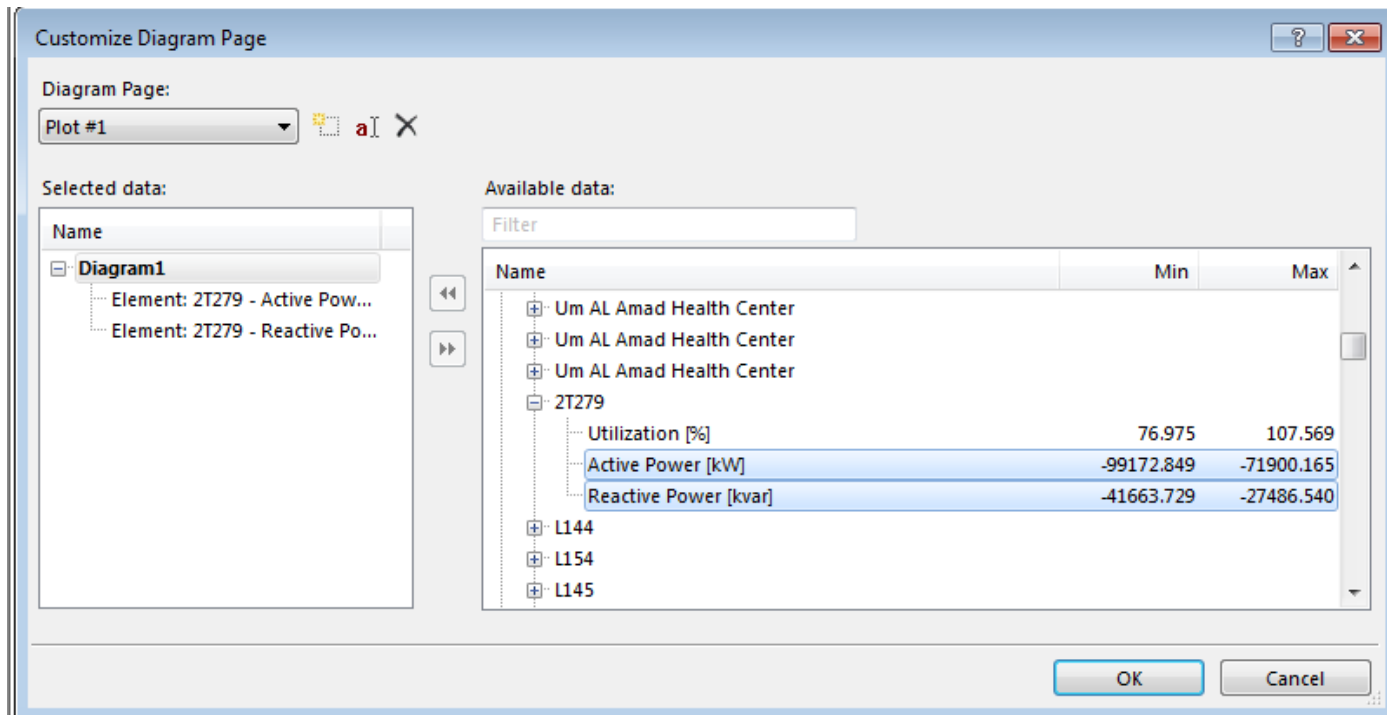 Customize Diagram Page
Diagram Page:
Plot #1
Selected data:
Name
Diagram1
Element: 2T279 - Active Pow...
Element: 2T279 - Reactive Po...
Available data:
Filter
Name Min Max
Um AL Amad Health Center
Um AL Amad Health Center
Um AL Amad Health Center
2T279
Utilization [%] 76.975 107.569
Active Power [kW] -99172.849 -71900.165
Reactive Power [kvar] -41663.729 -27486.540
L144
L154
L145
OK Cancel